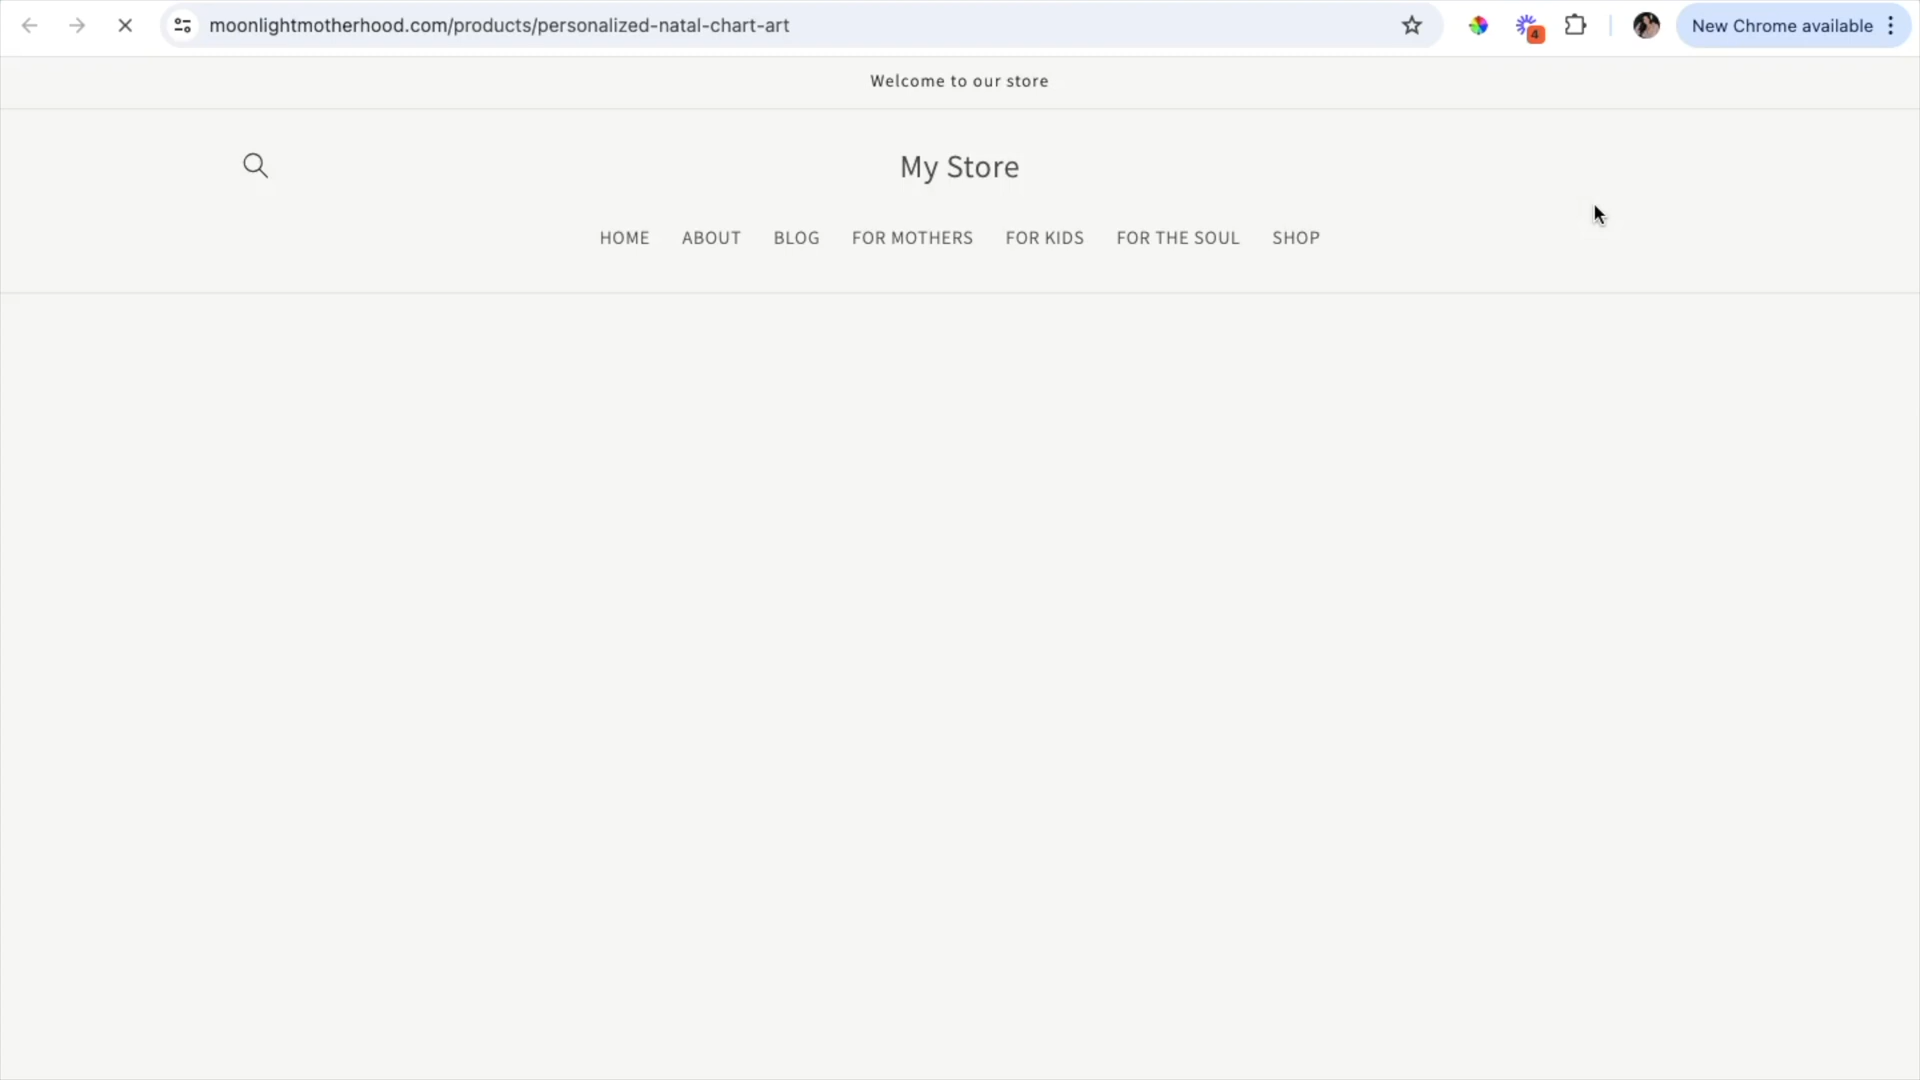 moonlightmotherhood.com/products/personalized-natal-chart-art
4
New Chrome available
Welcome to our store
My Store
HOME ABOUT BLOG FOR MOTHERS FOR KIDS FOR THE SOUL SHOP